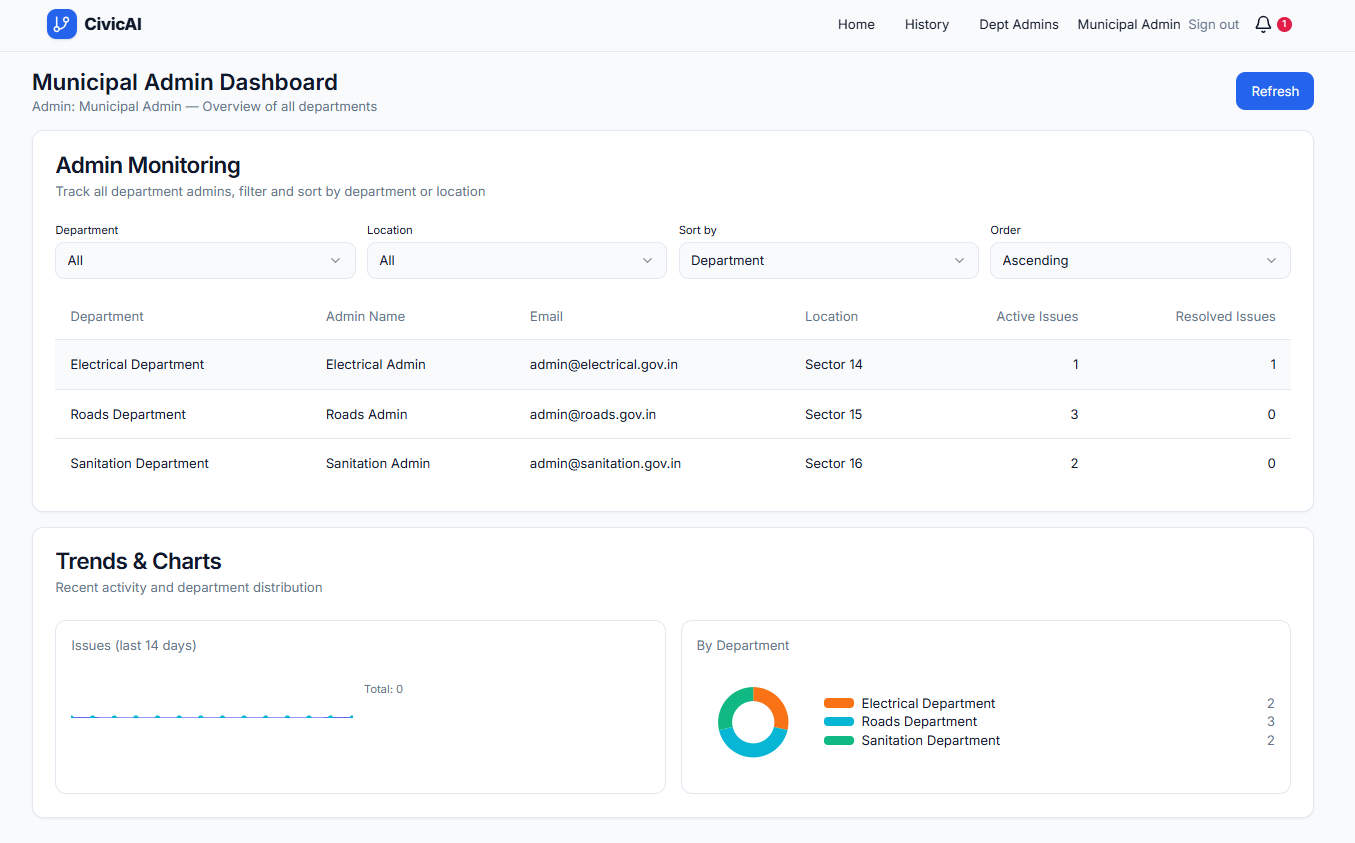 CivicAI
Home History Dept Admins Municipal Admin Sign out 1
Municipal Admin Dashboard
Admin: Municipal Admin — Overview of all departments
Refresh
Admin Monitoring
Track all department admins, filter and sort by department or location
Department Location Sort by Order
All All Department Ascending
Department Admin Name Email Location Active Issues Resolved Issues
Electrical Department Electrical Admin admin@electrical.gov.in Sector 14 1 1
Roads Department Roads Admin admin@roads.gov.in Sector 15 3 0
Sanitation Department Sanitation Admin admin@sanitation.gov.in Sector 16 2 0
Trends & Charts
Recent activity and department distribution
Issues (last 14 days)
Total: 0
By Department
Electrical Department 2
Roads Department 3
Sanitation Department 2